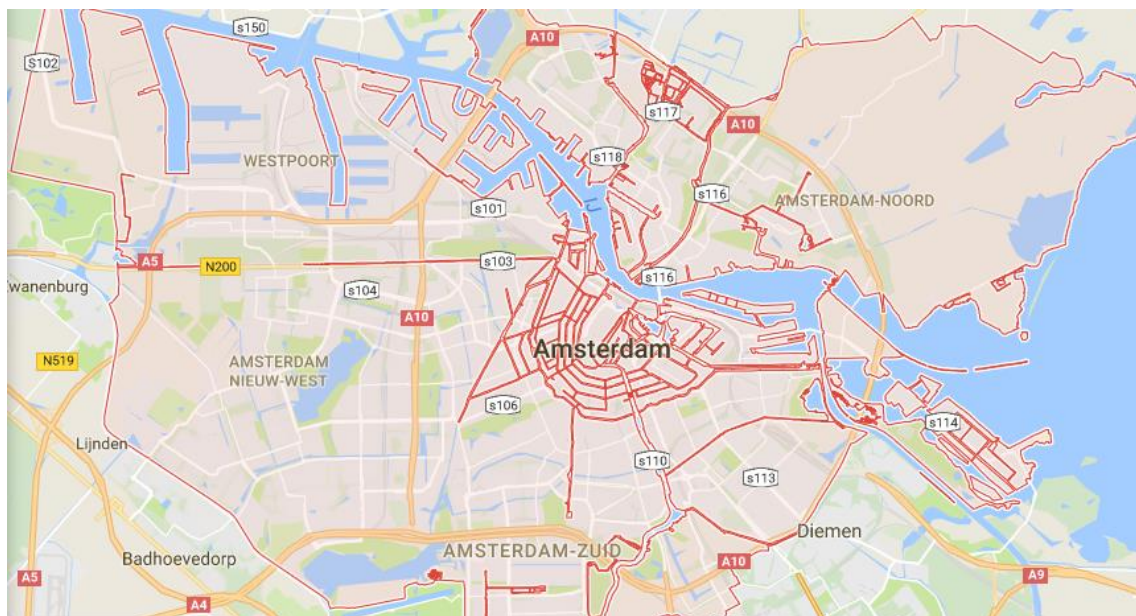 s150
A10
s102
s117
A10
WESTPOORT
s118
s116
AMSTERDAM-NOORD
s101
IJ
A5
N200
s103
s116
s104
A10
Amsterdam
N519
AMSTERDAM
NIEUW-WEST
s106
s114
Lijnden
s110
s113
Diemen
Badhoevedorp
AMSTERDAM-ZUID
A10
A5
A4
A9